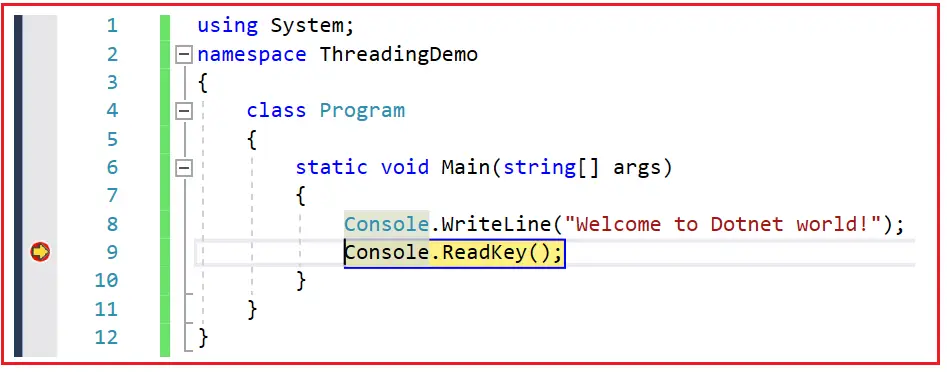 1 using System;
2 namespace ThreadingDemo
3 {
4     class Program
5     {
6         static void Main(string[] args)
7         {
8             Console.WriteLine("Welcome to Dotnet world!");
9             Console.ReadKey();
10         }
11     }
12 }